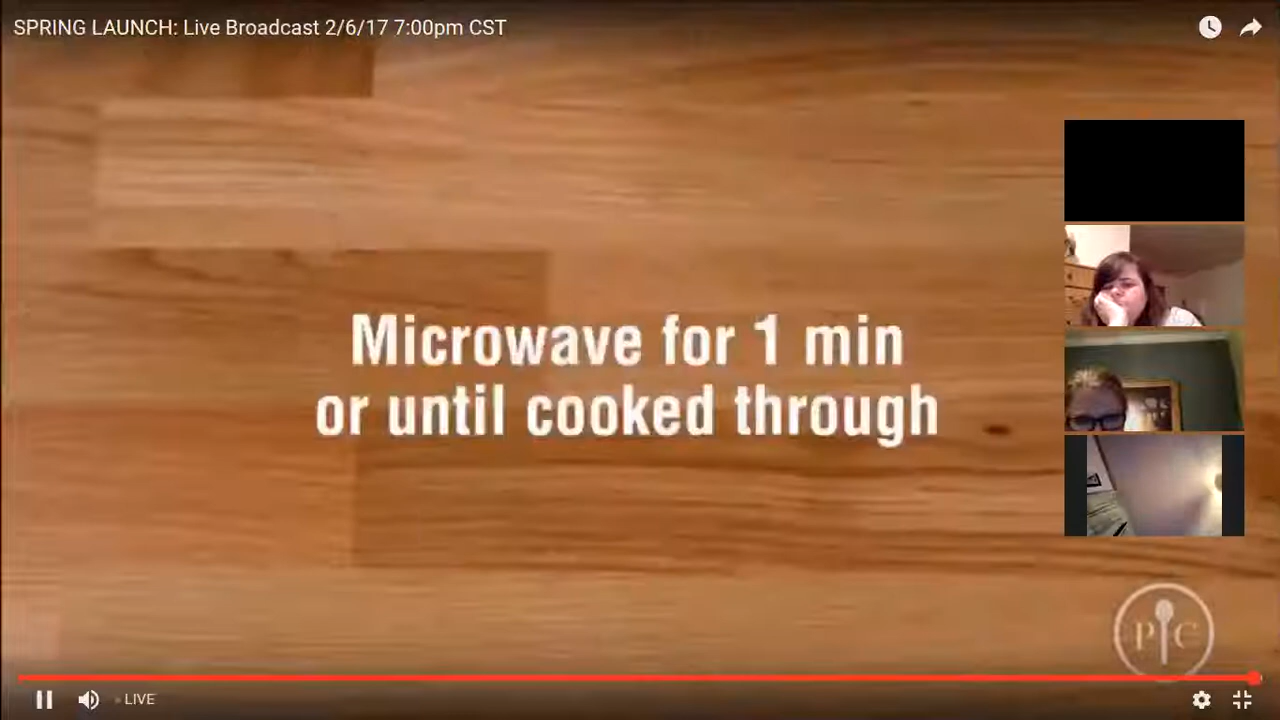 SPRING LAUNCH: Live Broadcast 2/6/17 7:00pm CST
Microwave for 1 min
or until cooked through
P C
LIVE